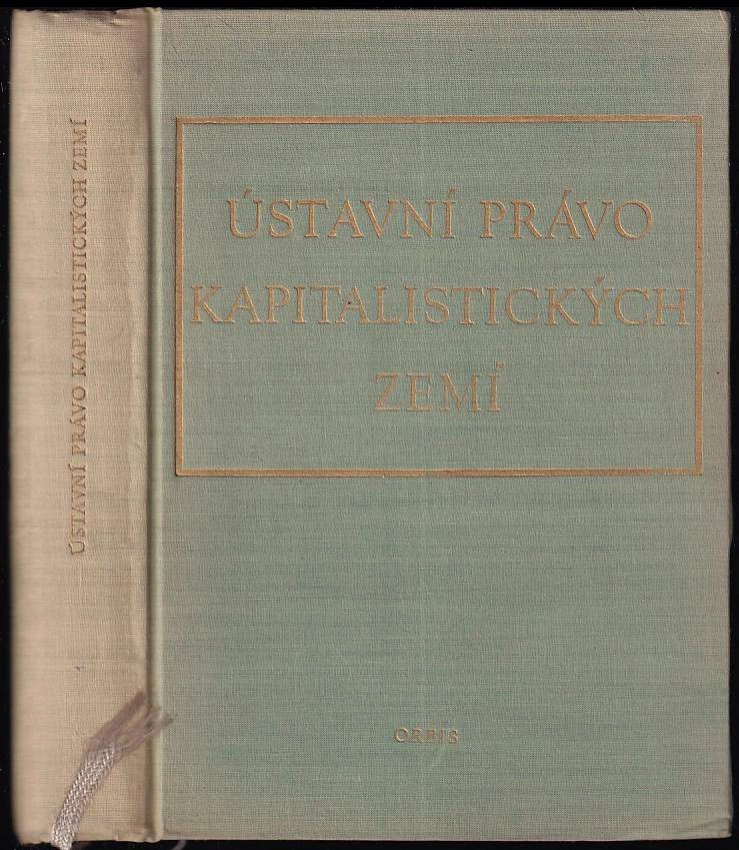 ÚSTAVNÍ PRÁVO KAPITALISTICKÝCH ZEMÍ
ÚSTAVNÍ PRÁVO
KAPITALISTICKÝCH
ZEMÍ
ORBIS